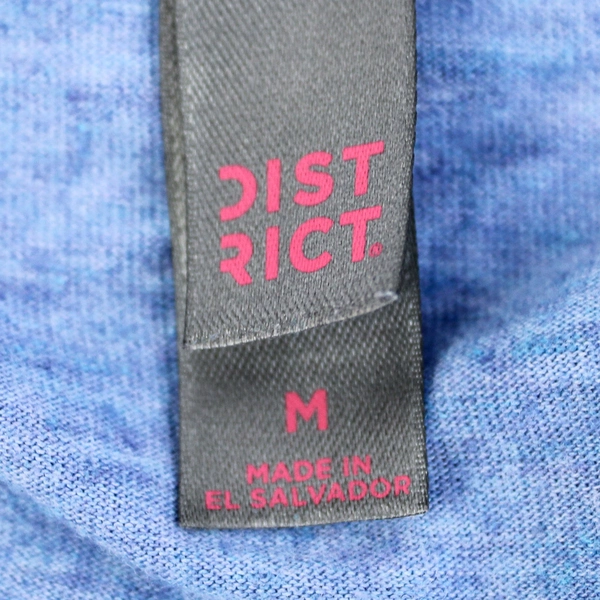 DIST
RICT.
M
MADE IN
EL SALVADOR